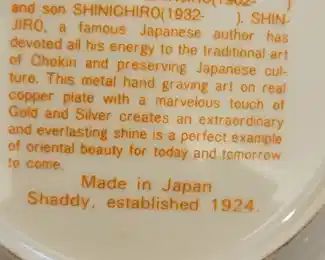 and son SHINICHIRO(1932-      ). SHIN-
JIRO, a famous Japanese author has
devoted all his energy to the traditional art
of Chokin and preserving Japanese cul-
ture. This metal hand graving art on real
copper plate with a marvelous touch of
Gold and Silver creates an extraordinary
and everlasting shine is a perfect example
of oriental beauty for today and tomorrow
to come.
Made in Japan
Shaddy, established 1924.